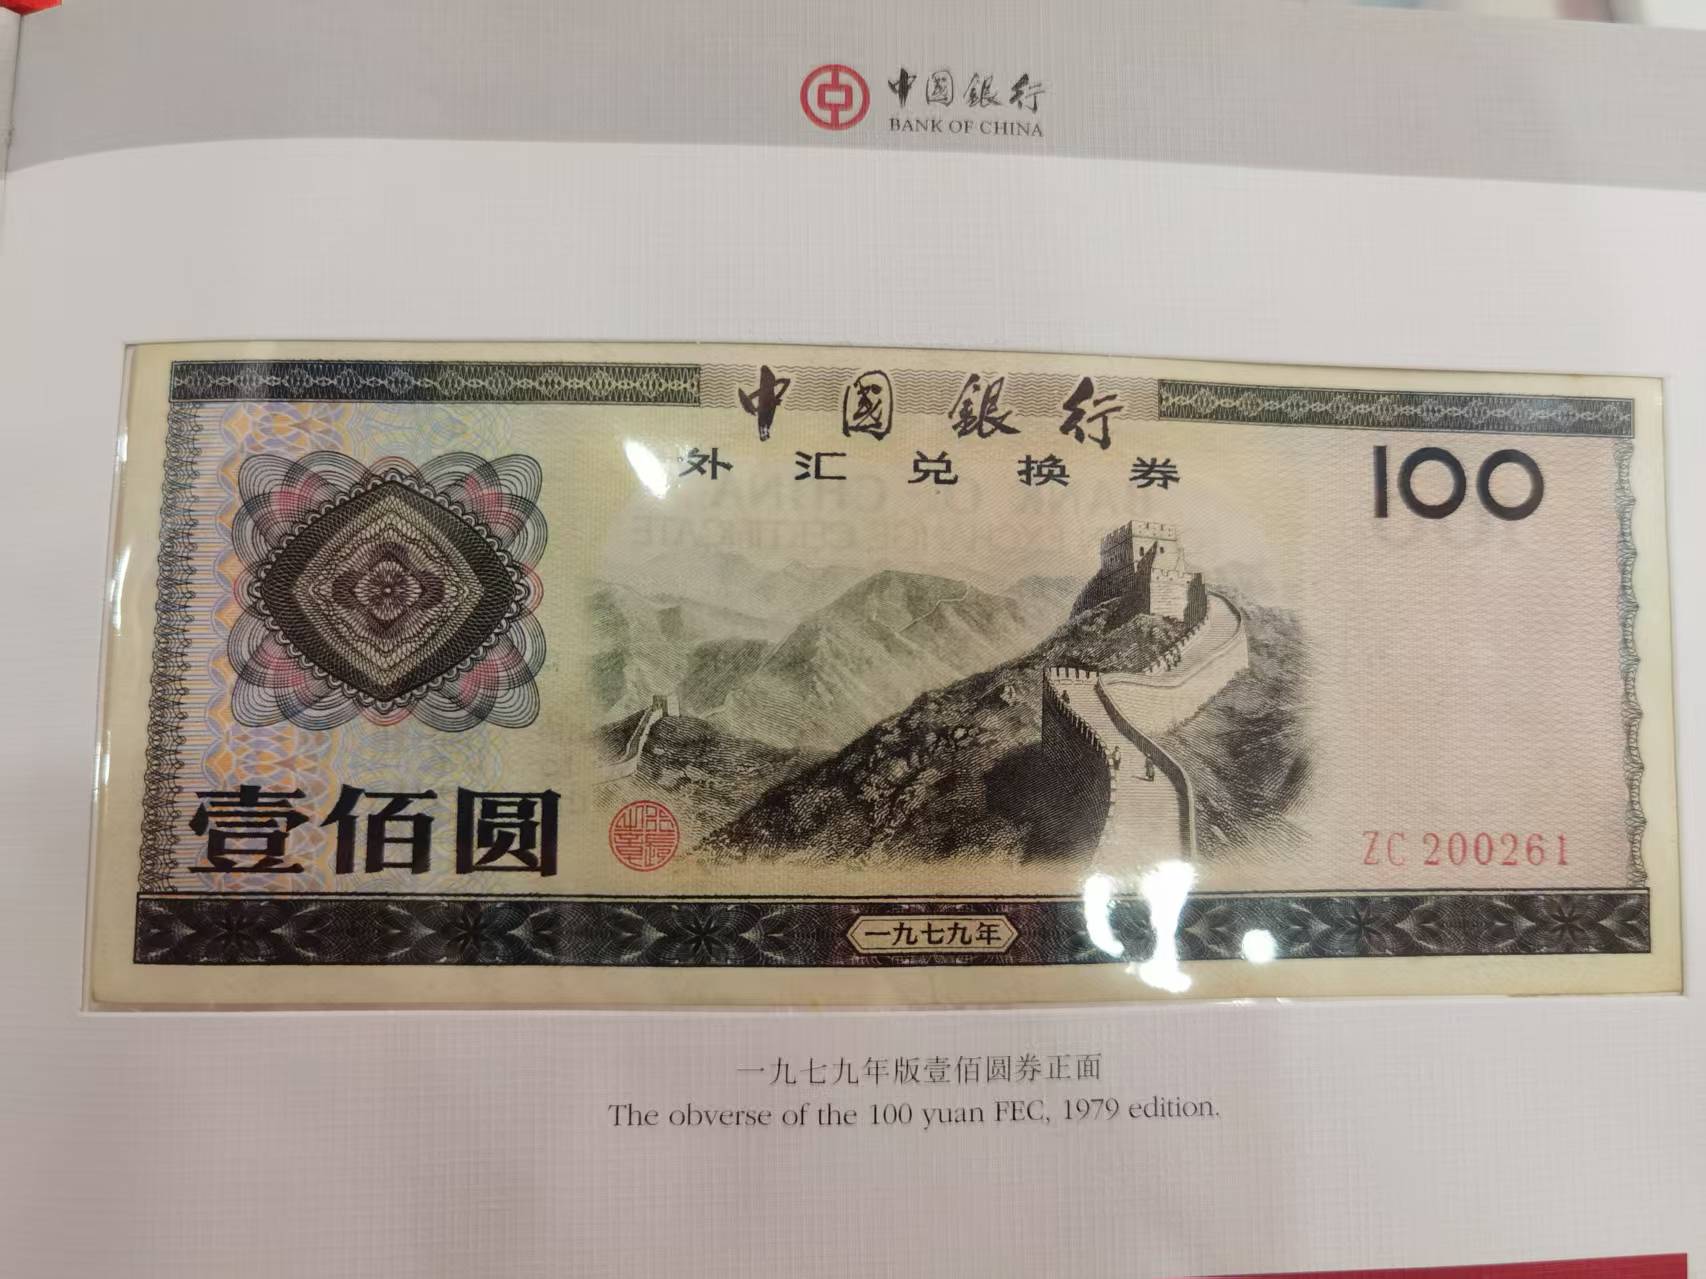 中国銀行
BANK OF CHINA
中国銀行
外汇兑换券
100
壹佰圆
ZC 200261
一九七九年
一九七九年版壹佰圆券正面
The obverse of the 100 yuan FEC, 1979 edition.